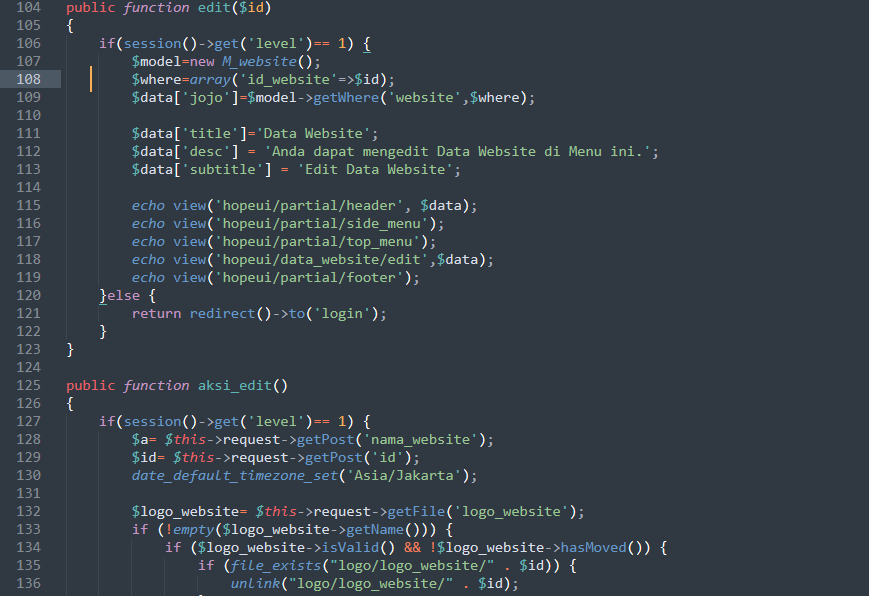 104 public function edit($id)
105 {
106 if(session()->get('level')== 1) {
107 $model=new M_website();
108 $where=array('id_website'=>$id);
109 $data['jojo']=$model->getWhere('website',$where);
110
111 $data['title']='Data Website';
112 $data['desc'] = 'Anda dapat mengedit Data Website di Menu ini.';
113 $data['subtitle'] = 'Edit Data Website';
114
115 echo view('hopeui/partial/header', $data);
116 echo view('hopeui/partial/side_menu');
117 echo view('hopeui/partial/top_menu');
118 echo view('hopeui/data_website/edit',$data);
119 echo view('hopeui/partial/footer');
120 }else {
121 return redirect()->to('login');
122 }
123 }
124
125 public function aksi_edit()
126 {
127 if(session()->get('level')== 1) {
128 $a= $this->request->getPost('nama_website');
129 $id= $this->request->getPost('id');
130 date_default_timezone_set('Asia/Jakarta');
131
132 $logo_website= $this->request->getFile('logo_website');
133 if (!empty($logo_website->getName())) {
134 if ($logo_website->isValid() && !$logo_website->hasMoved()) {
135 if (file_exists("logo/logo_website/" . $id)) {
136 unlink("logo/logo_website/" . $id);